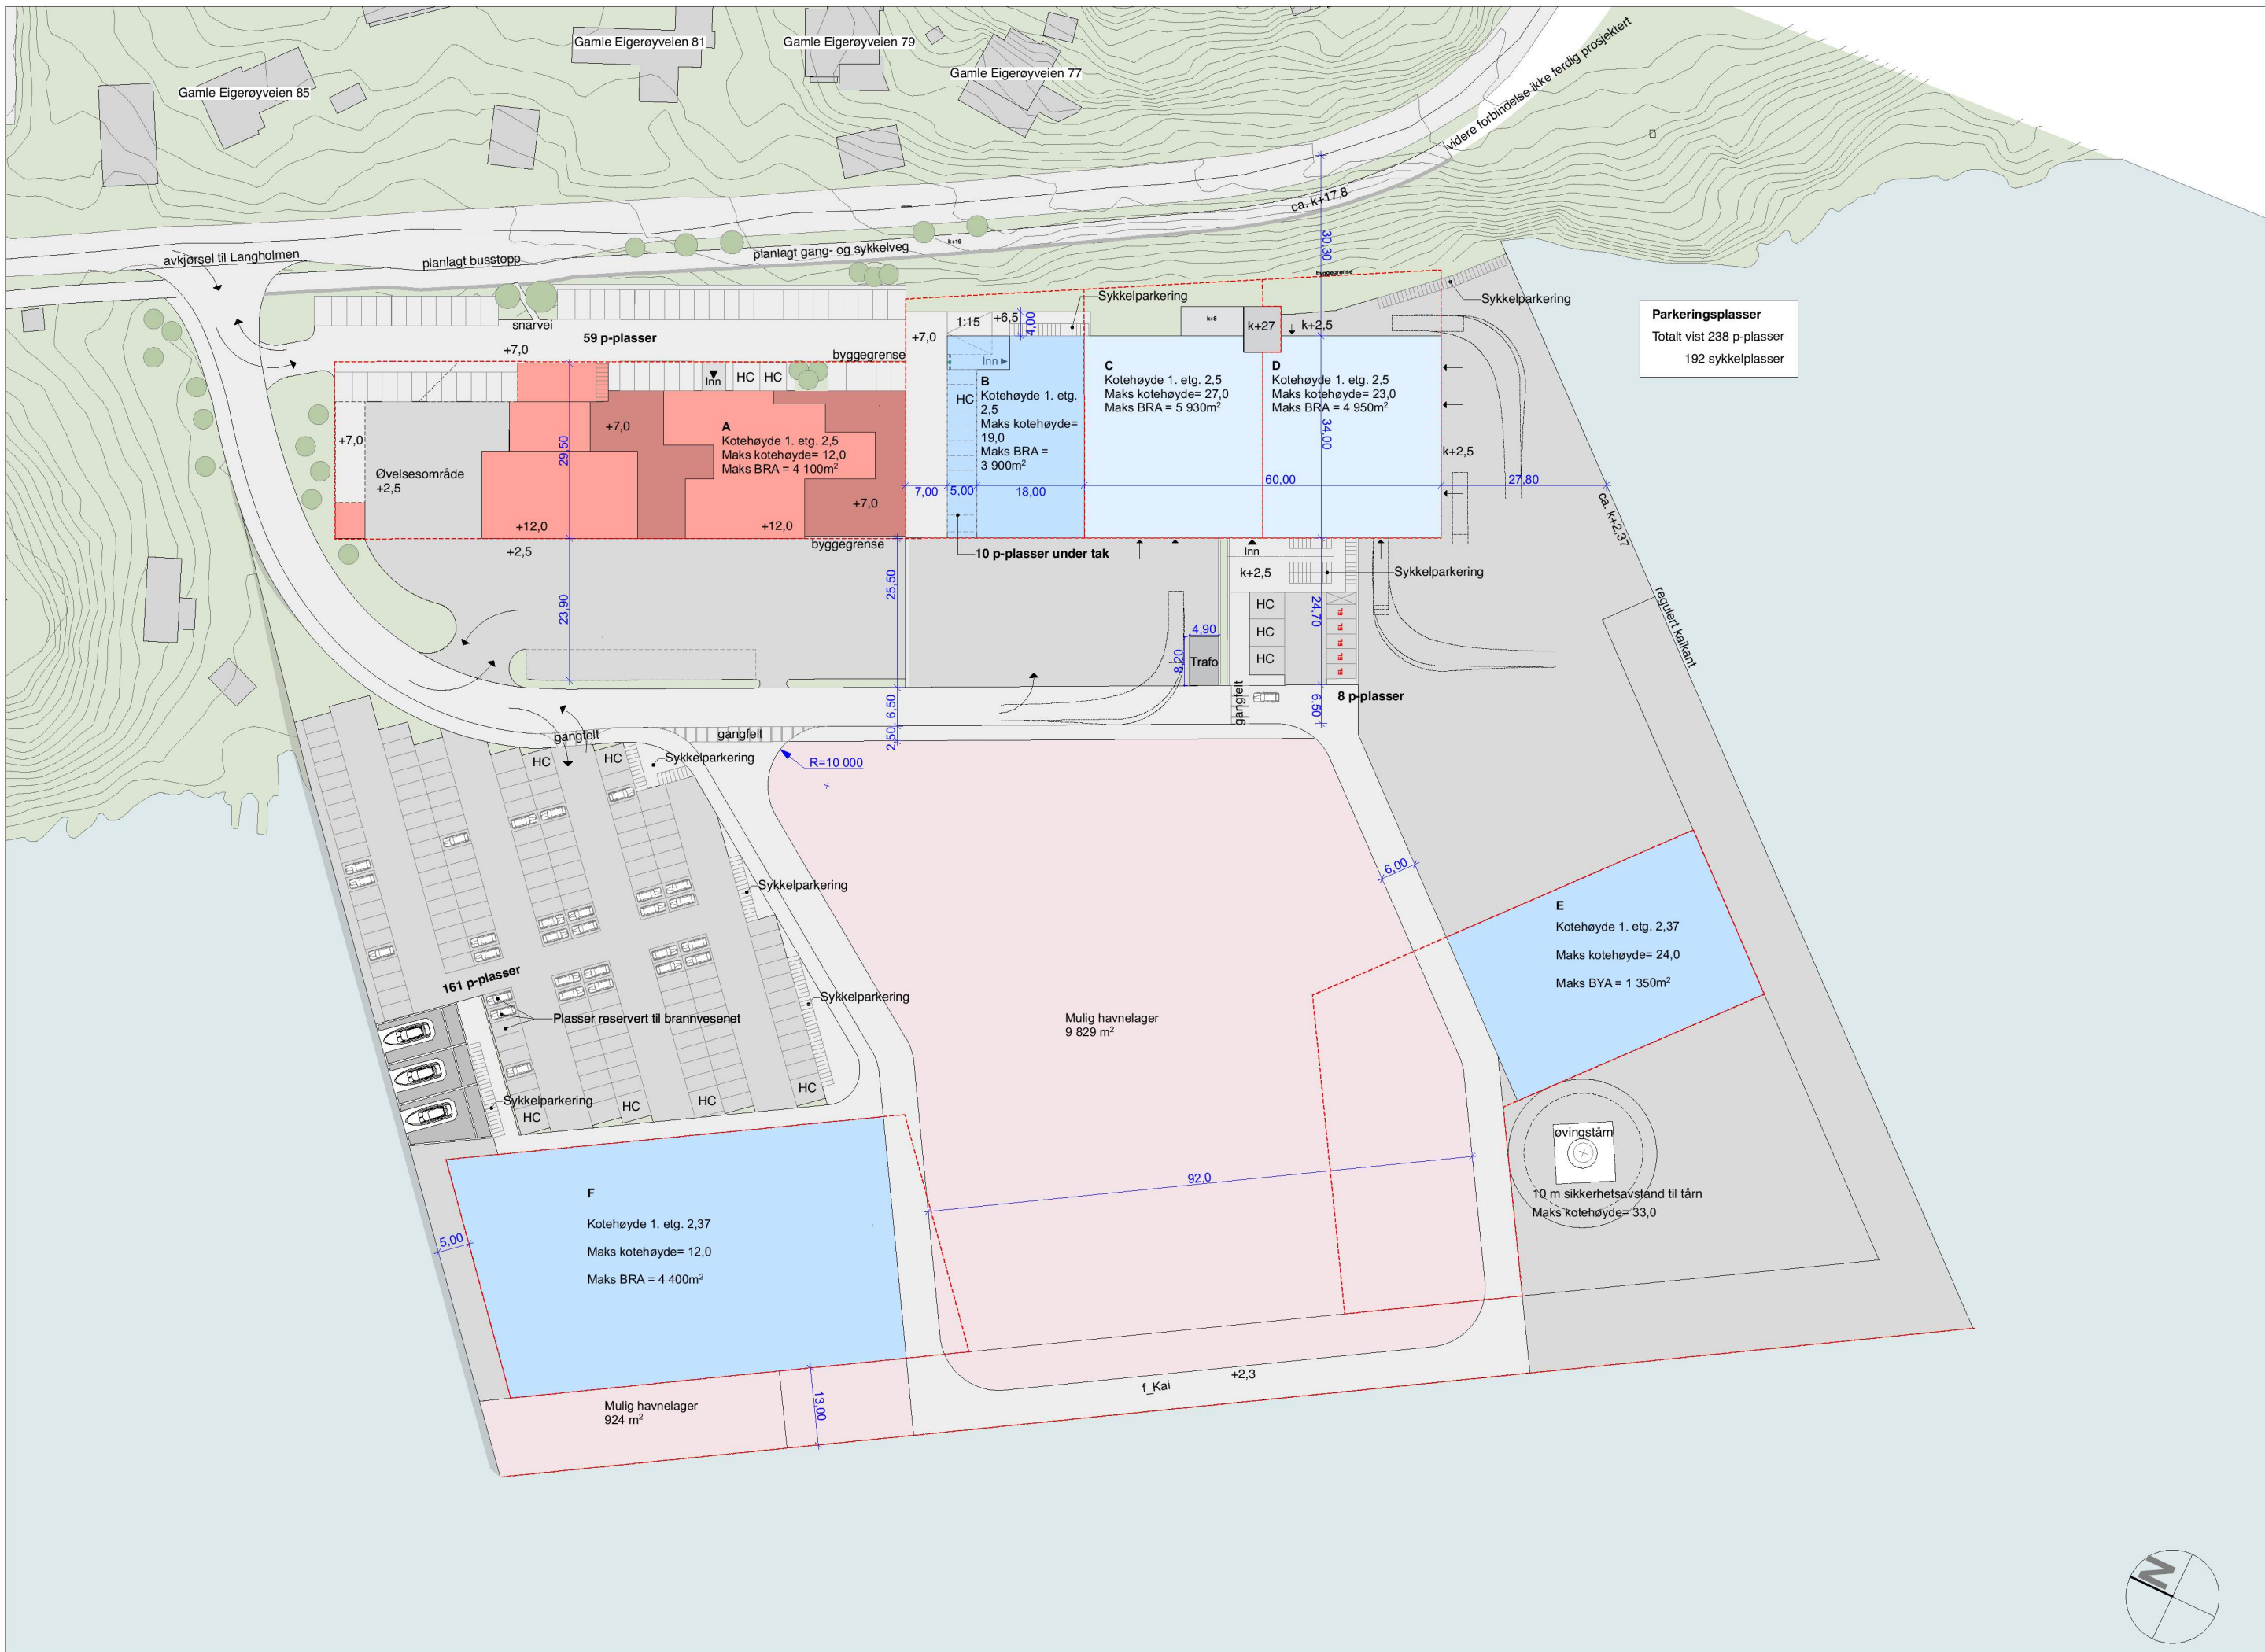 Gamle Eigerøyveien 81
Gamle Eigerøyveien 79
Gamle Eigerøyveien 77
Gamle Eigerøyveien 85
videre forbindelse ikke ferdig prosjektert
ca. k+17,8
30,30
k+19
avkjørsel til Langholmen
planlagt busstopp
planlagt gang- og sykkelveg
byggegrense
Sykkelparkering
Sykkelparkering
Parkeringsplasser
Totalt vist 238 p-plasser
192 sykkelplasser
snarvei
59 p-plasser
+7,0
byggegrense
+7,0
1:15
+6,5
4,00
k+8
k+27
k+2,5
Inn
HC
HC
Inn
HC
+7,0
Øvelsesområde
+2,5
29,50
+7,0
A
Kotehøyde 1. etg. 2,5
Maks kotehøyde= 12,0
Maks BRA = 4 100m²
+7,0
+12,0
+12,0
B
Kotehøyde 1. etg.
2,5
Maks kotehøyde=
19,0
Maks BRA =
3 900m²
C
Kotehøyde 1. etg. 2,5
Maks kotehøyde= 27,0
Maks BRA = 5 930m²
D
Kotehøyde 1. etg. 2,5
Maks kotehøyde= 23,0
Maks BRA = 4 950m²
34,00
k+2,5
7,00
5,00
18,00
60,00
27,80
ca. k+2,37
regulert kaikant
+2,5
byggegrense
10 p-plasser under tak
Inn
k+2,5
Sykkelparkering
23,90
25,50
24,70
HC
HC
HC
EL
EL
EL
EL
EL
4,90
8,20
Trafo
8 p-plasser
6,50
6,50
gangfelt
2,50
gangfelt
gangfelt
HC
HC
Sykkelparkering
R=10 000
Sykkelparkering
6,00
E
Kotehøyde 1. etg. 2,37
Maks kotehøyde= 24,0
Maks BYA = 1 350m²
161 p-plasser
Sykkelparkering
Plasser reservert til brannvesenet
Mulig havnelager
9 829 m²
Sykkelparkering
HC
HC
HC
HC
øvingstårn
10 m sikkerhetsavstand til tårn
Maks kotehøyde= 33,0
92,0
F
Kotehøyde 1. etg. 2,37
Maks kotehøyde= 12,0
Maks BRA = 4 400m²
5,00
13,00
Mulig havnelager
924 m²
f_Kai
+2,3
N